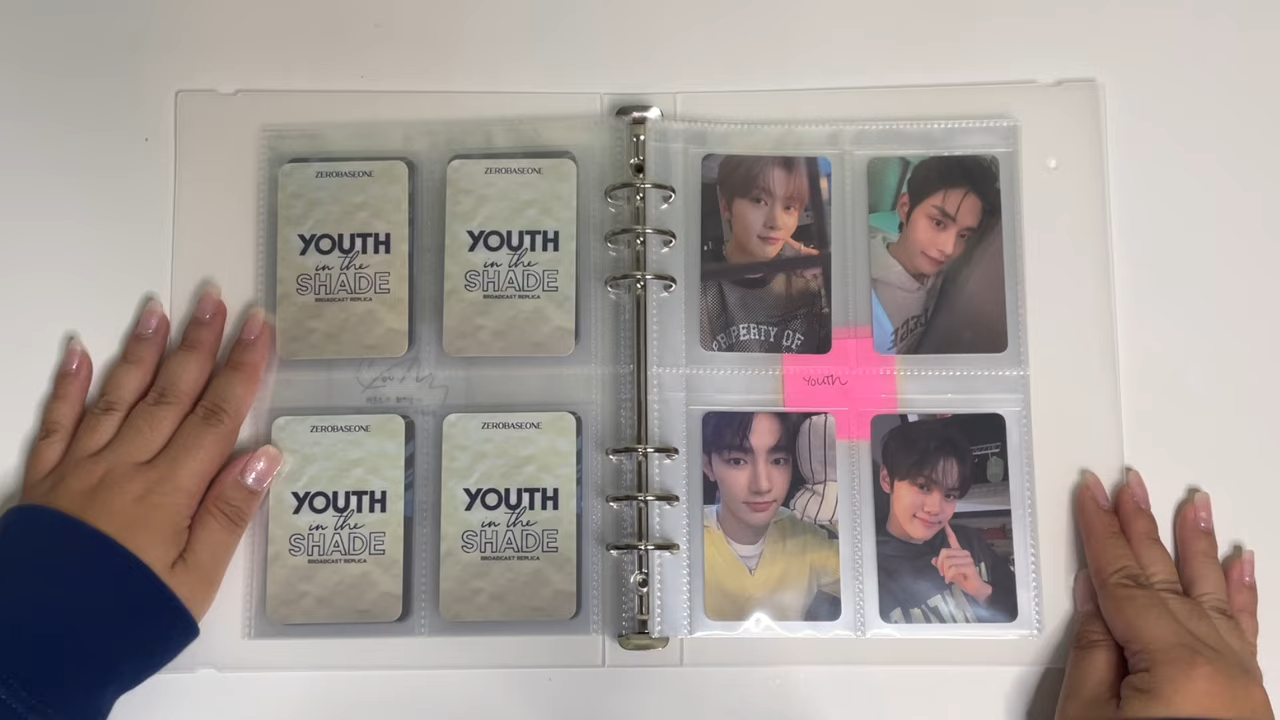 ZEROBASEONE
YOUTH
in the
SHADE
BROADCAST REPLICA
ZEROBASEONE
YOUTH
in the
SHADE
BROADCAST REPLICA
ZEROBASEONE
YOUTH
in the
SHADE
BROADCAST REPLICA
ZEROBASEONE
YOUTH
in the
SHADE
BROADCAST REPLICA
PROPERTY OF
YOUTH